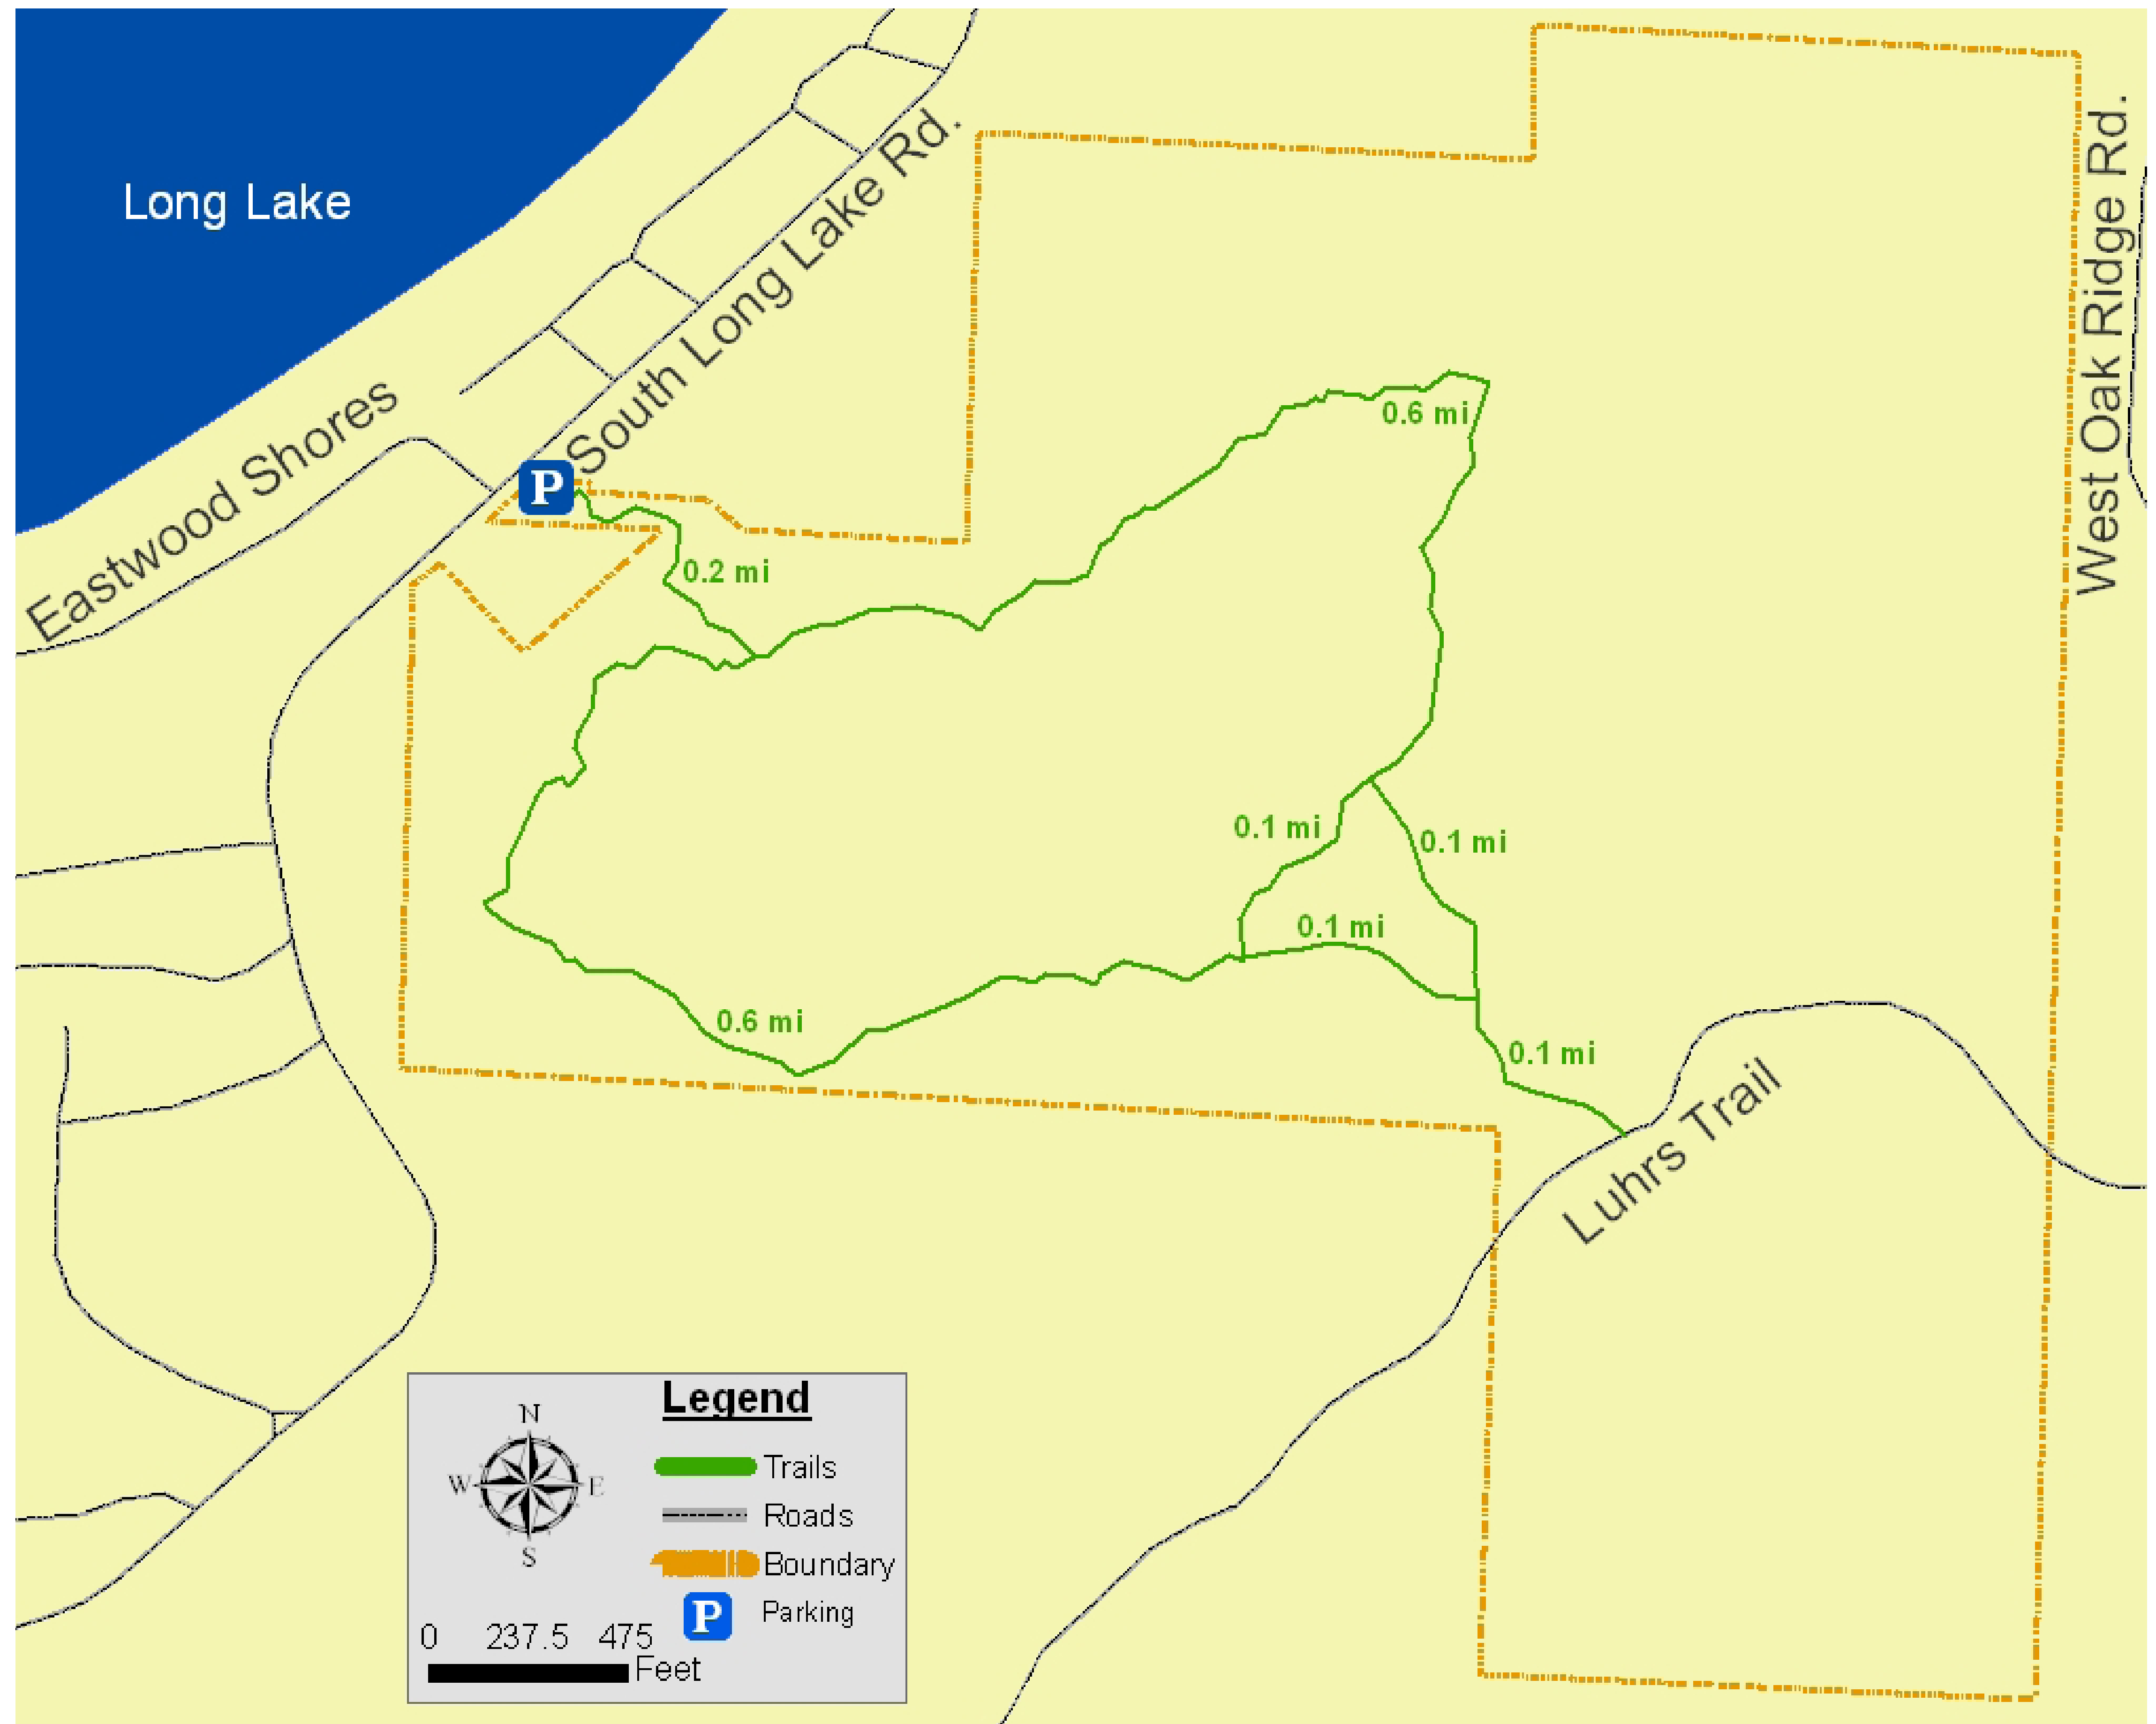 Long Lake
South Long Lake Rd.
West Oak Ridge Rd.
Eastwood Shores
P
0.6 mi
0.2 mi
0.1 mi
0.1 mi
0.1 mi
0.6 mi
0.1 mi
Luhrs Trail
Legend
N
W E
S
Trails
Roads
Boundary
P Parking
0 237.5 475
Feet